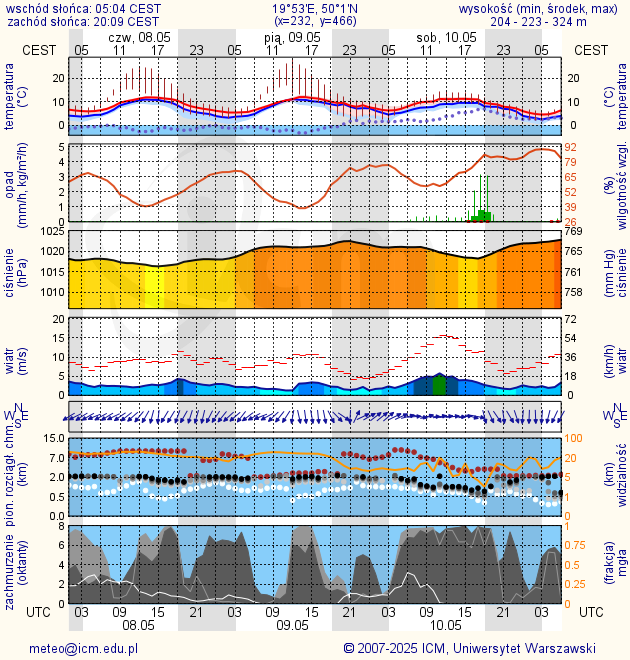 wschód słońca: 05:04 CEST 19°53'E, 50°1'N wysokość (min, środek, max)
zachód słońca: 20:09 CEST (x=232, y=466) 204 - 223 - 324 m
czw, 08.05 pią, 09.05 sob, 10.05
CEST 05 11 17 23 05 11 17 23 05 11 17 23 05 CEST
temperatura (°C) 20 10 0 20 10 0 (°C) temperatura
opad (mm/h, kg/m²/h) 5 4 3 2 1 0 92 79 65 52 39 26 (%) wilgotność wzgl.
ciśnienie (hPa) 1025 1020 1015 1010 769 765 761 758 (mm Hg) ciśnienie
wiatr (m/s) 20 15 10 5 0 72 54 36 18 0 (km/h) wiatr
N W E S N W E S
pion. rozciągł. chm. (km) 15.0 7.0 2.0 0.5 0.0 100 20 5 1 0 (km) widzialność
zachmurzenie (oktanty) 8 6 4 2 0 1 0.75 0.5 0.25 0 (frakcja) mgła
UTC 03 09 15 21 03 09 15 21 03 09 15 21 03 UTC
08.05 09.05 10.05
meteo@icm.edu.pl © 2007-2025 ICM, Uniwersytet Warszawski